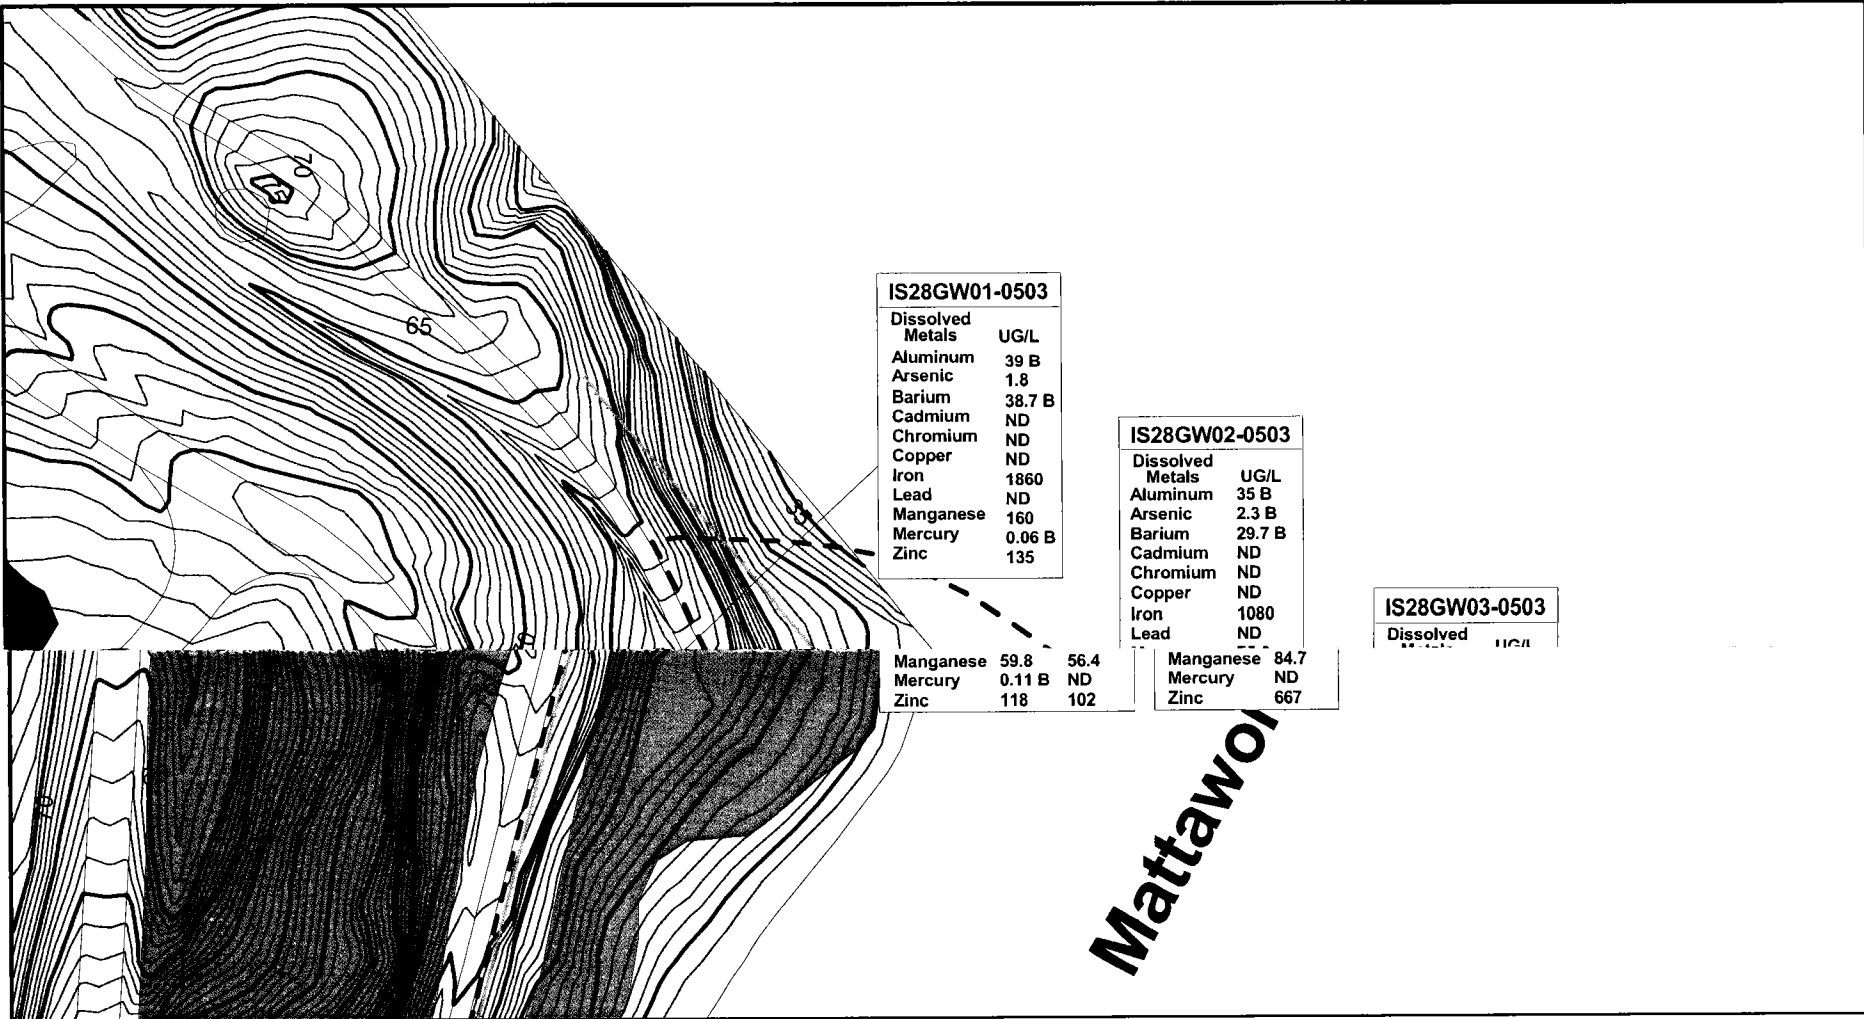 70
75
65
35
IS28GW01-0503
Dissolved
Metals UG/L
Aluminum 39 B
Arsenic 1.8
Barium 38.7 B
Cadmium ND
Chromium ND
Copper ND
Iron 1860
Lead ND
Manganese 160
Mercury 0.06 B
Zinc 135
IS28GW02-0503
Dissolved
Metals UG/L
Aluminum 35 B
Arsenic 2.3 B
Barium 29.7 B
Cadmium ND
Chromium ND
Copper ND
Iron 1080
Lead ND
IS28GW03-0503
Dissolved
Manganese 59.8 56.4
Mercury 0.11 B ND
Zinc 118 102
Manganese 84.7
Mercury ND
Zinc 667
70
Mattawo